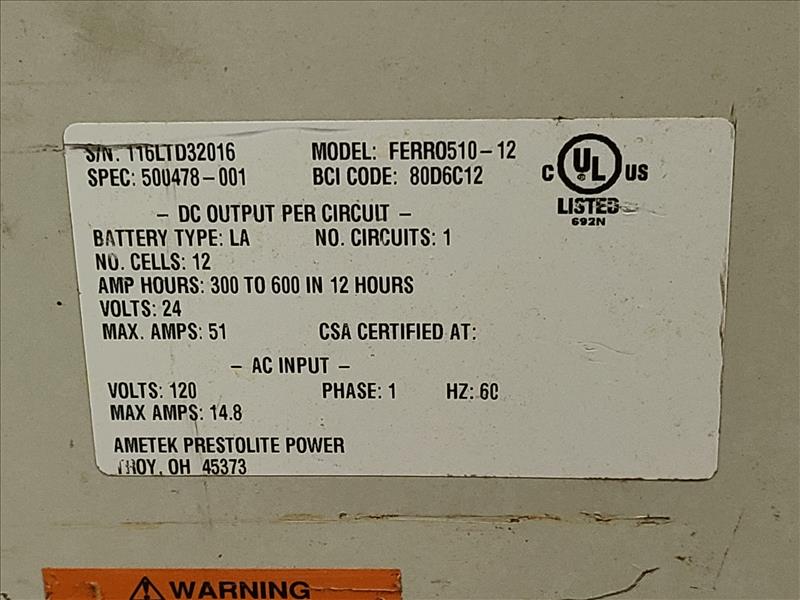 S/N. 116LTD32016 MODEL: FERRO510-12
SPEC: 500478-001 BCI CODE: 80D6C12
C UL US
LISTED
692N
- DC OUTPUT PER CIRCUIT -
BATTERY TYPE: LA NO. CIRCUITS: 1
NO. CELLS: 12
AMP HOURS: 300 TO 600 IN 12 HOURS
VOLTS: 24
MAX. AMPS: 51 CSA CERTIFIED AT:
- AC INPUT -
VOLTS: 120 PHASE: 1 HZ: 60
MAX AMPS: 14.8
AMETEK PRESTOLITE POWER
TROY, OH 45373
WARNING